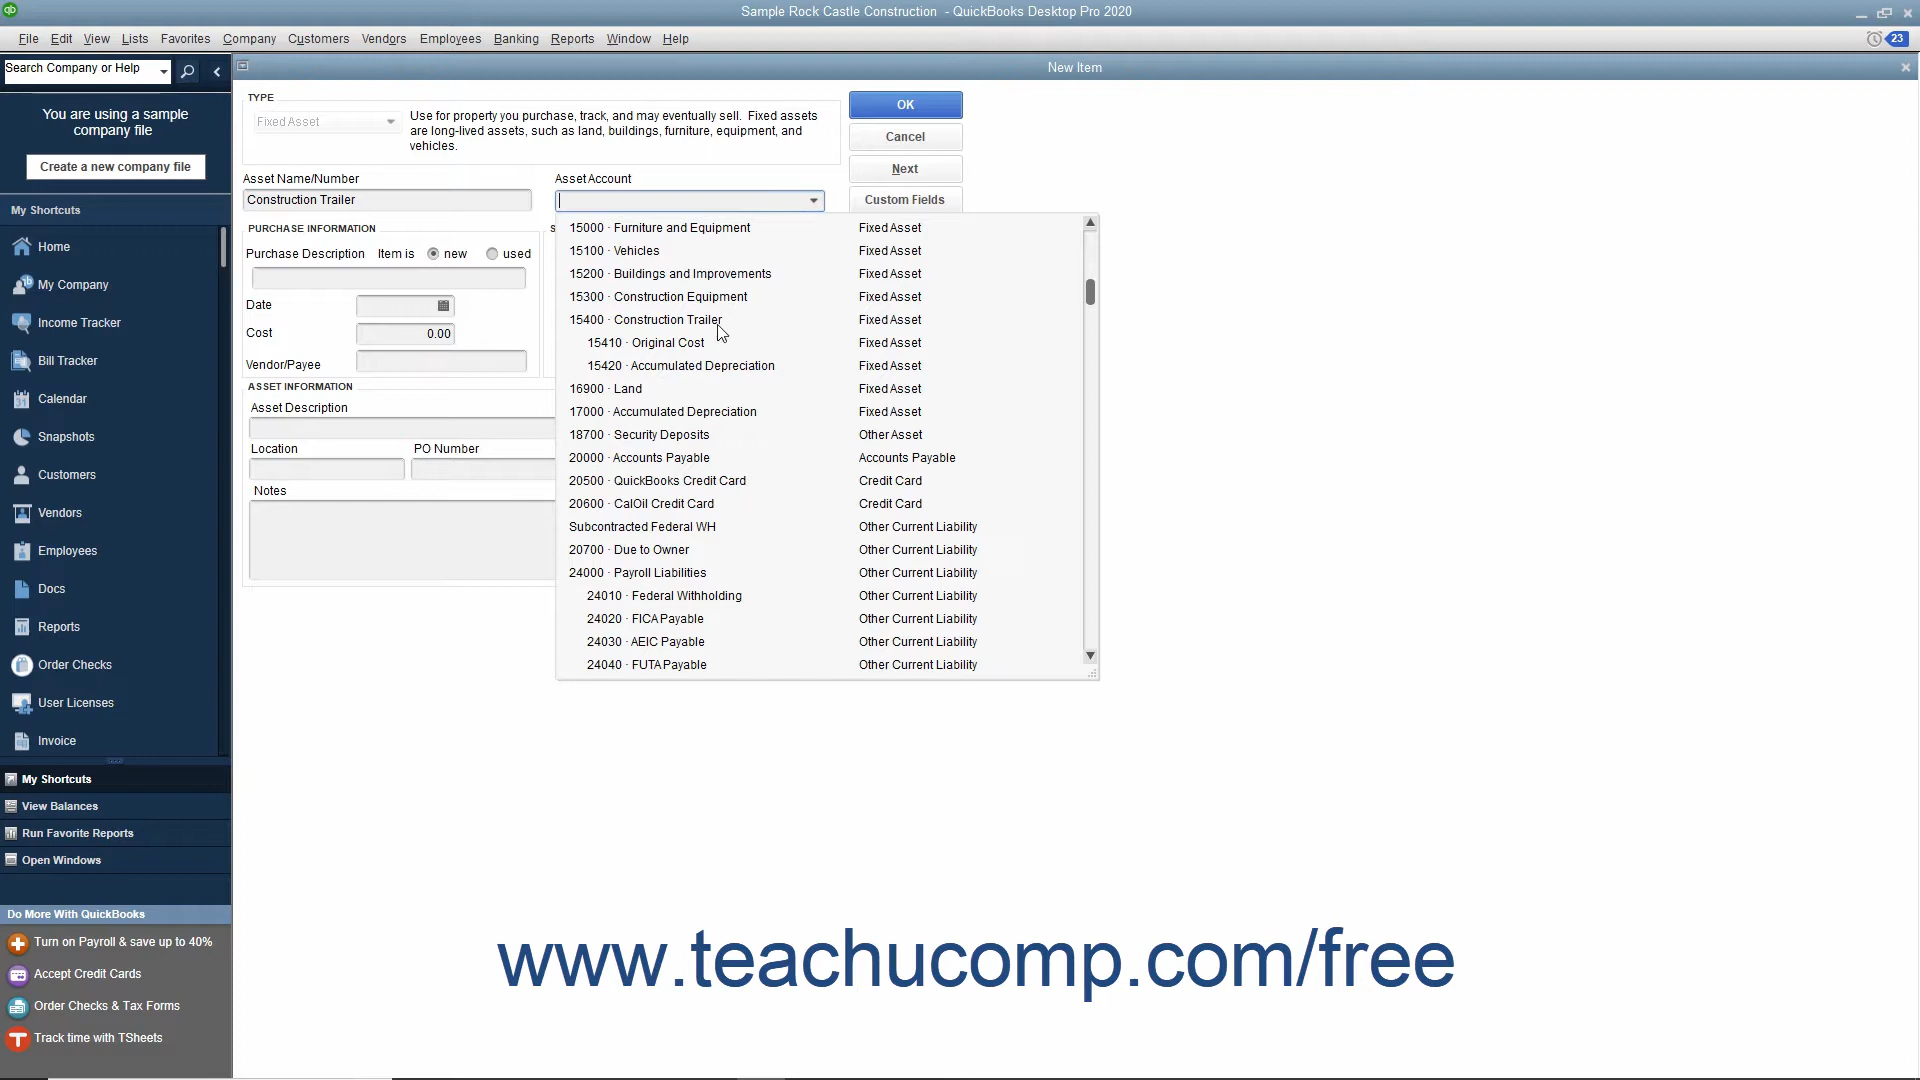 Sample Rock Castle Construction - QuickBooks Desktop Pro 2020
File Edit View Lists Favorites Company Customers Vendors Employees Banking Reports Window Help
23
Search Company or Help
New Item
You are using a sample
company file
Create a new company file
My Shortcuts
Home
My Company
Income Tracker
Bill Tracker
Calendar
Snapshots
Customers
Vendors
Employees
Docs
Reports
Order Checks
User Licenses
Invoice
My Shortcuts
View Balances
Run Favorite Reports
Open Windows
Do More With QuickBooks
Turn on Payroll & save up to 40%
Accept Credit Cards
Order Checks & Tax Forms
Track time with TSheets
TYPE
Fixed Asset
Use for property you purchase, track, and may eventually sell. Fixed assets
are long-lived assets, such as land, buildings, furniture, equipment, and
vehicles.
OK
Cancel
Next
Custom Fields
Asset Name/Number
Construction Trailer
Asset Account
PURCHASE INFORMATION
S
Purchase Description Item is new used
Date
Cost 0.00
Vendor/Payee
ASSET INFORMATION
Asset Description
Location PO Number
Notes
15000 · Furniture and Equipment Fixed Asset
15100 · Vehicles Fixed Asset
15200 · Buildings and Improvements Fixed Asset
15300 · Construction Equipment Fixed Asset
15400 · Construction Trailer Fixed Asset
15410 · Original Cost Fixed Asset
15420 · Accumulated Depreciation Fixed Asset
16900 · Land Fixed Asset
17000 · Accumulated Depreciation Fixed Asset
18700 · Security Deposits Other Asset
20000 · Accounts Payable Accounts Payable
20500 · QuickBooks Credit Card Credit Card
20600 · CalOil Credit Card Credit Card
Subcontracted Federal WH Other Current Liability
20700 · Due to Owner Other Current Liability
24000 · Payroll Liabilities Other Current Liability
24010 · Federal Withholding Other Current Liability
24020 · FICA Payable Other Current Liability
24030 · AEIC Payable Other Current Liability
24040 · FUTA Payable Other Current Liability
www.teachucomp.com/free